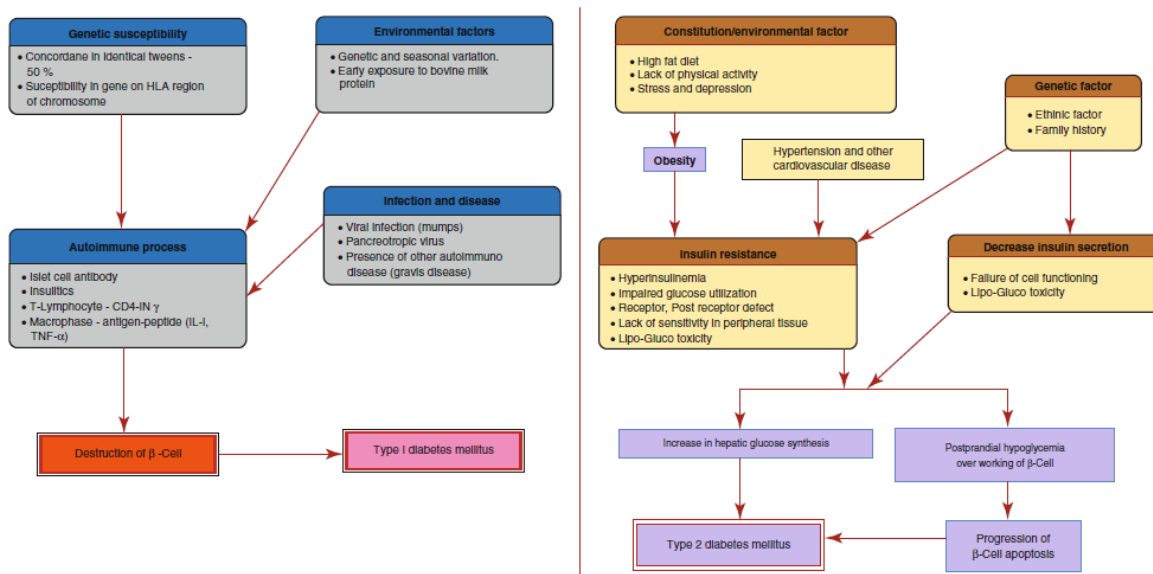 Genetic susceptibility
• Concordane in identical tweens -
50 %
• Suceptibility in gene on HLA region
of chromosome
Environmental factors
• Genetic and seasonal variation.
• Early exposure to bovine milk
protein
Infection and disease
• Viral infection (mumps)
• Pancreotropic virus
• Presence of other autoimmuno
disease (gravis disease)
Autoimmune process
• Islet cell antibody
• Insulitics
• T-Lymphocyte - CD4-IN γ
• Macrophase - antigen-peptide (IL-I,
TNF-α)
Destruction of β -Cell
Type I diabetes mellitus
Constitution/environmental factor
• High fat diet
• Lack of physical activity
• Stress and depression
Genetic factor
• Ethinic factor
• Family history
Obesity
Hypertension and other
cardiovascular disease
Insulin resistance
• Hyperinsulinemia
• Impaired glucose utilization
• Receptor, Post receptor defect
• Lack of sensitivity in peripheral tissue
• Lipo-Gluco toxicity
Decrease insulin secretion
• Failure of cell functioning
• Lipo-Gluco toxicity
Increase in hepatic glucose synthesis
Postprandial hypoglycemia
over working of β-Cell
Type 2 diabetes mellitus
Progression of
β-Cell apoptosis